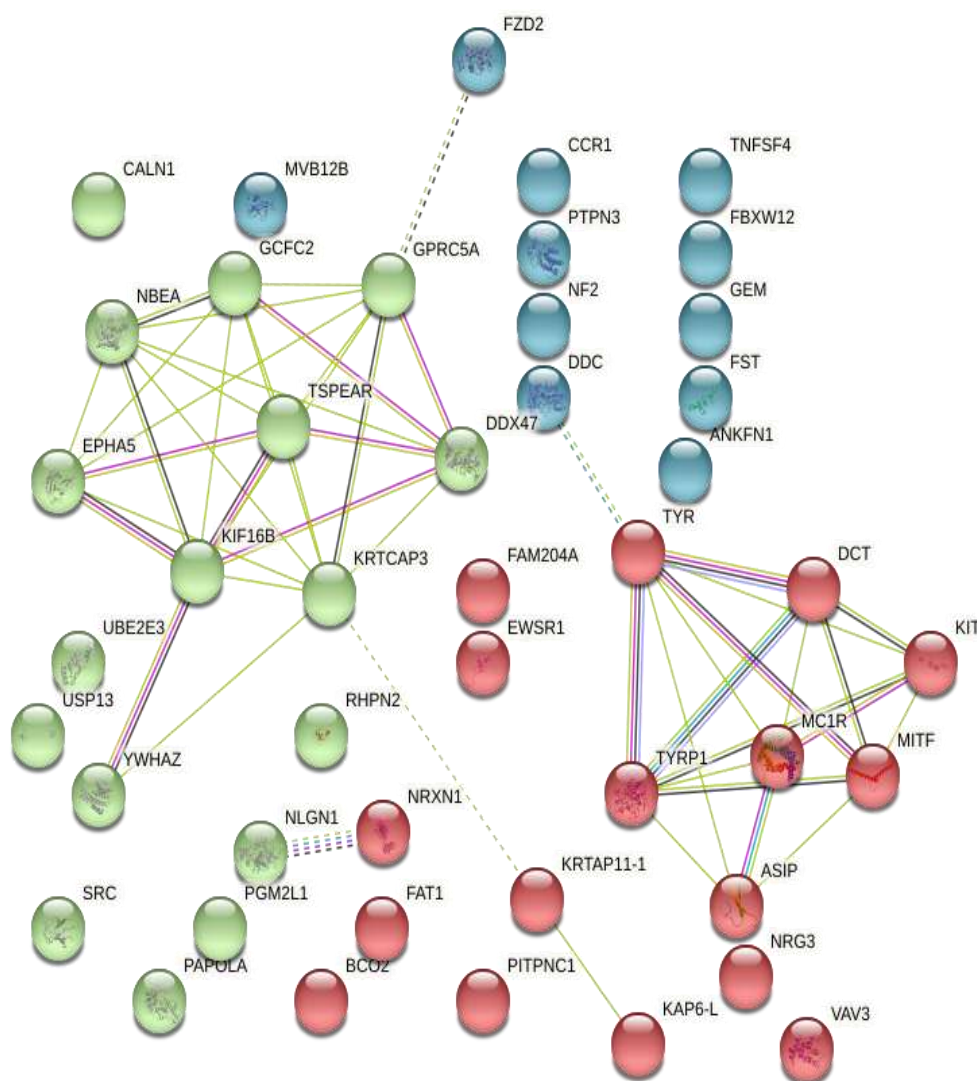 FZD2
CCR1
TNFSF4
CALN1
MVB12B
PTPN3
FBXW12
GCFC2
GPRC5A
NBEA
NF2
GEM
DDC
FST
TSPEAR
DDX47
ANKFN1
EPHA5
TYR
KIF16B
KRTCAP3
FAM204A
DCT
UBE2E3
EWSR1
KIT
USP13
RHPN2
MC1R
MITF
YWHAZ
TYRP1
NLGN1
NRXN1
KRTAP11-1
ASIP
SRC
PGM2L1
FAT1
NRG3
PAPOLA
BCO2
PITPNC1
KAP6-L
VAV3